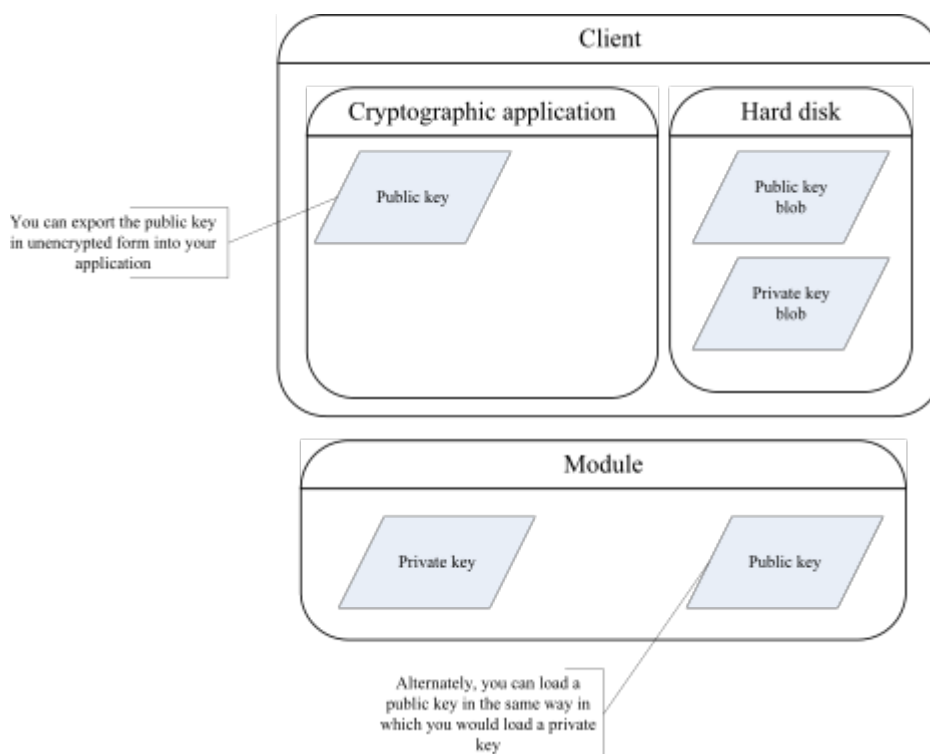 Client
Cryptographic application
Hard disk
Public key
Public key
blob
You can export the public key
in unencrypted form into your
application
Private key
blob
Module
Private key
Public key
Alternately, you can load a
public key in the same way in
which you would load a private
key